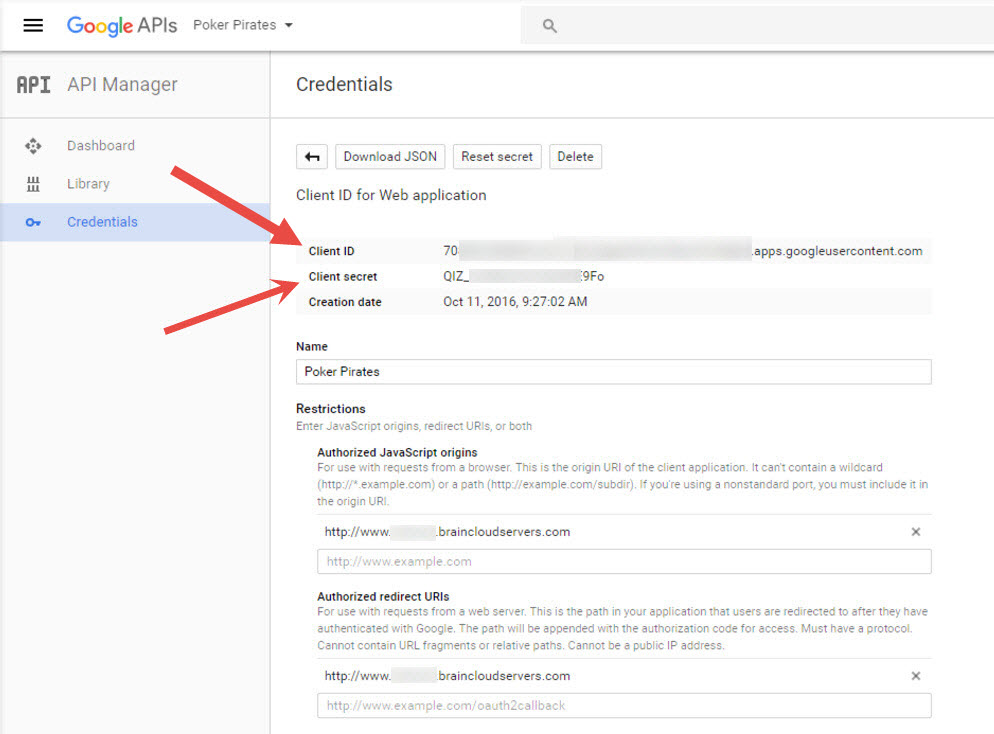 Google APIs Poker Pirates
API API Manager
Credentials
Dashboard
Library
Credentials
Download JSON Reset secret Delete
Client ID for Web application
Client ID 70 .apps.googleusercontent.com
Client secret QIZ_ E9Fo
Creation date Oct 11, 2016, 9:27:02 AM
Name
Poker Pirates
Restrictions
Enter JavaScript origins, redirect URIs, or both
Authorized JavaScript origins
For use with requests from a browser. This is the origin URI of the client application. It can't contain a wildcard
(http://*.example.com) or a path (http://example.com/subdir). If you're using a nonstandard port, you must include it in
the origin URI.
http://www. .braincloudservers.com
http://www.example.com
Authorized redirect URIs
For use with requests from a web server. This is the path in your application that users are redirected to after they have
authenticated with Google. The path will be appended with the authorization code for access. Must have a protocol.
Cannot contain URL fragments or relative paths. Cannot be a public IP address.
http://www. .braincloudservers.com
http://www.example.com/oauth2callback